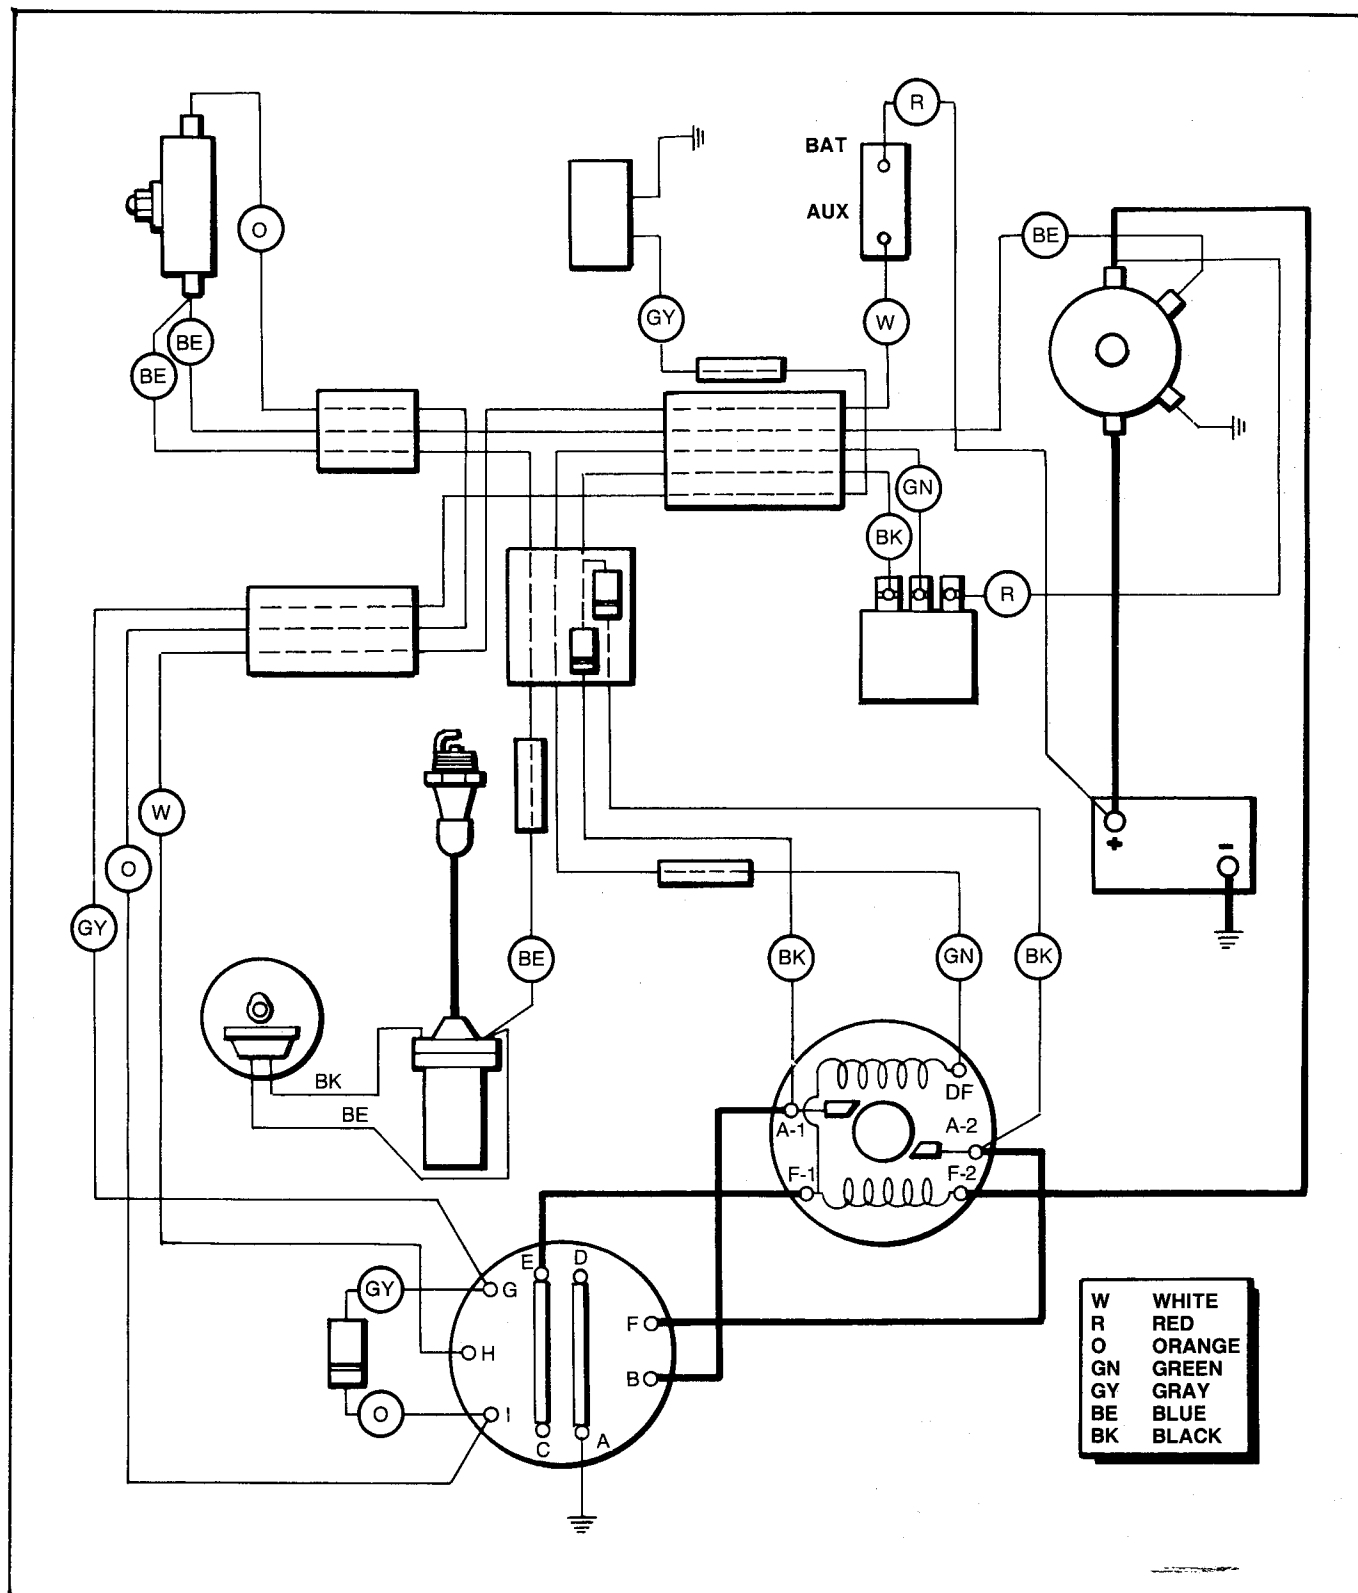 R
BAT
AUX
O
BE
GY
W
BE
BE
GN
BK
R
W
O
GY
BE
BK
GN
BK
BK
BE
DF
A-1
A-2
F-1
F-2
E
D
GY
G
F
H
B
O
I
C
A
+
-
W WHITE
R RED
O ORANGE
GN GREEN
GY GRAY
BE BLUE
BK BLACK